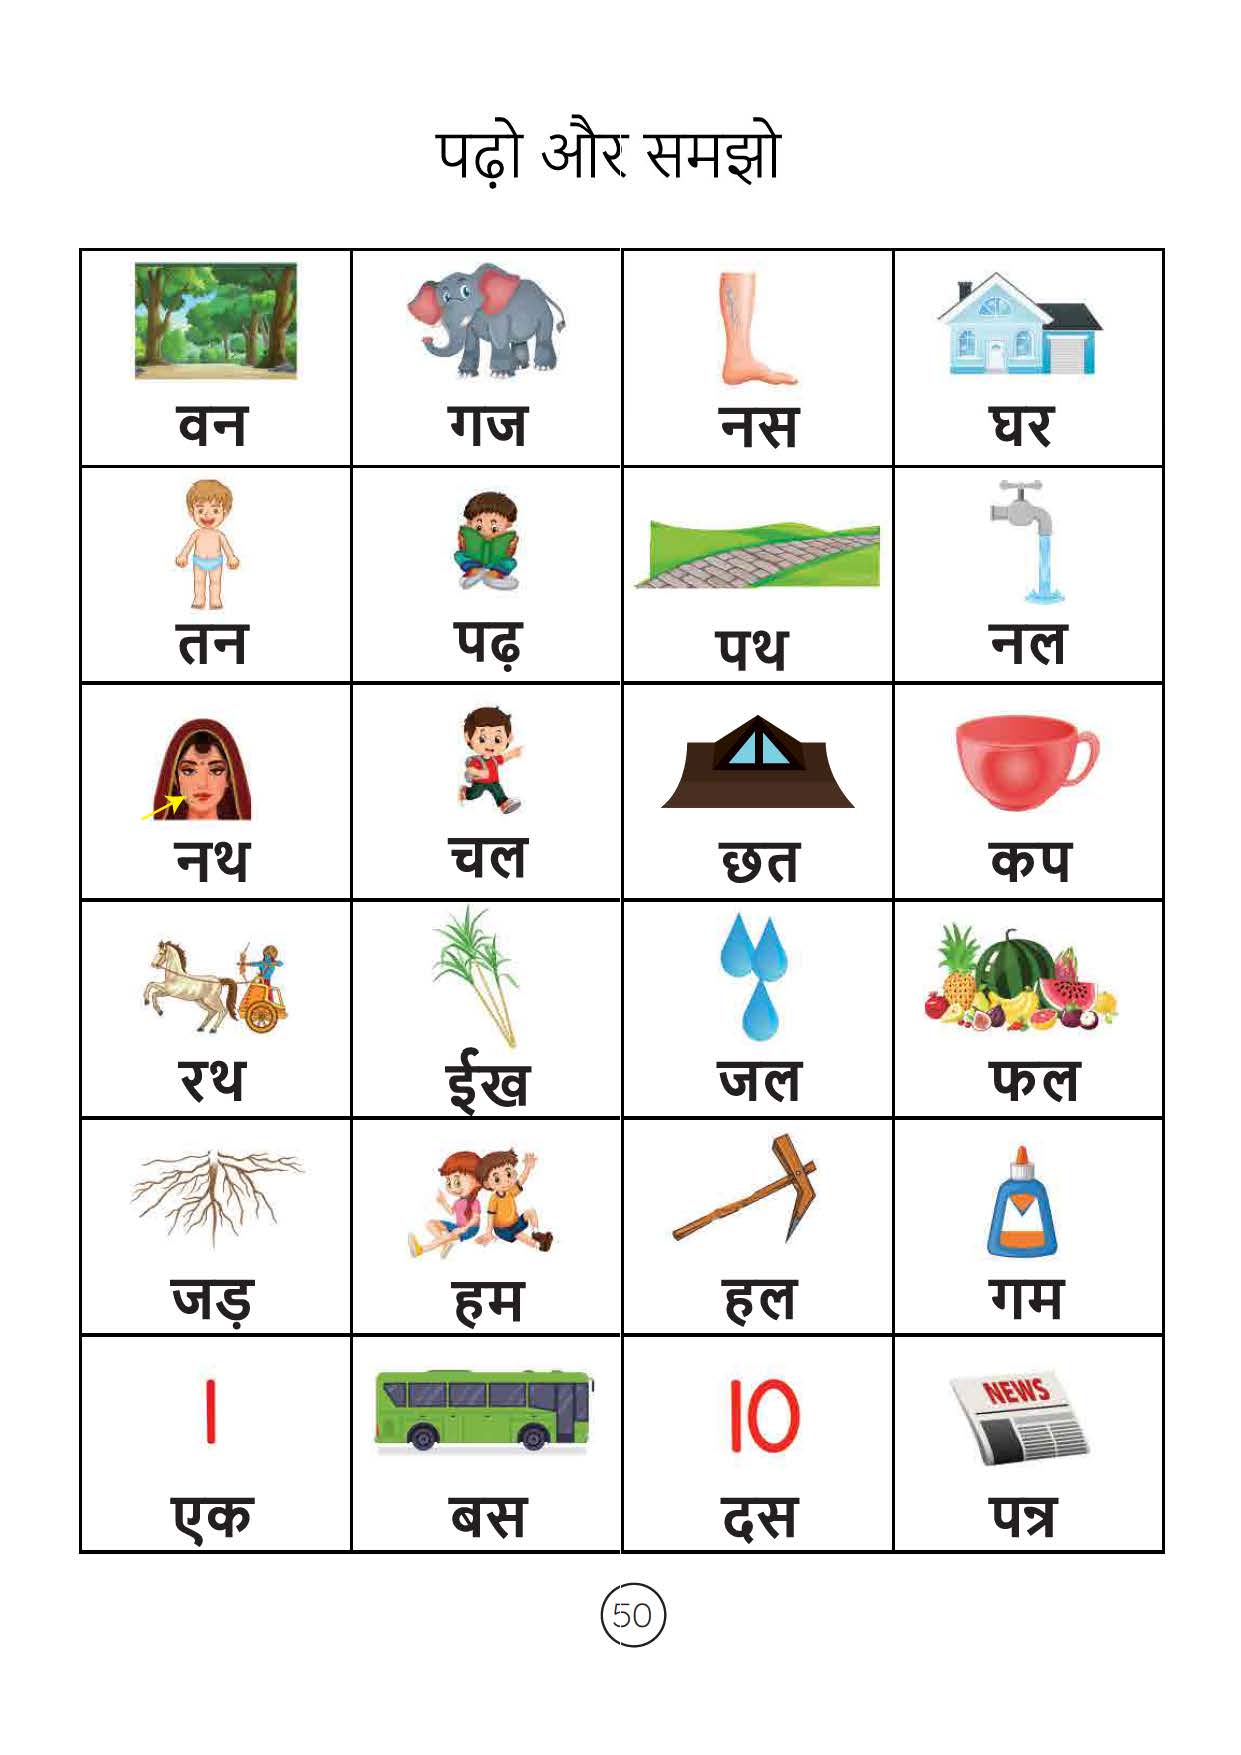 पढ़ो और समझो
वन गज नस घर
तन पढ़ पथ नल
नथ चल छत कप
रथ ईख जल फल
जड़ हम हल गम
1 10 NEWS
एक बस दस पन्र
50